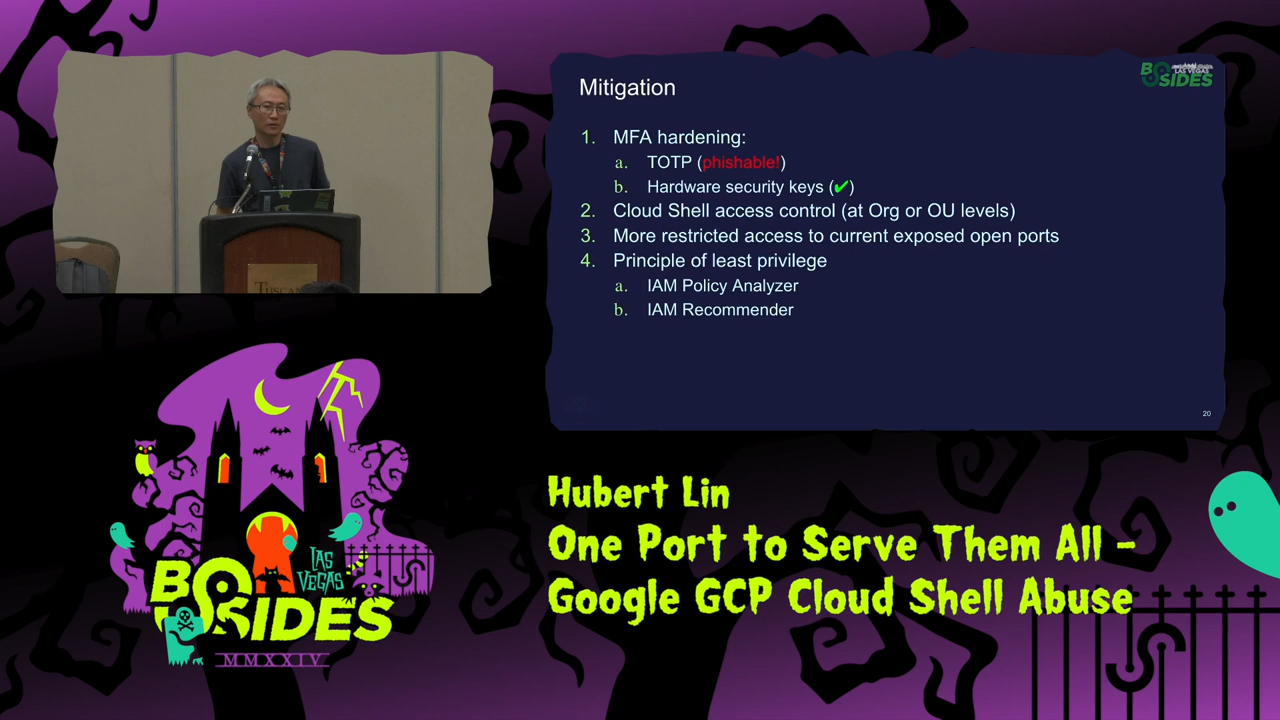 Mitigation
1. MFA hardening:
a. TOTP (phishable!)
b. Hardware security keys (✔)
2. Cloud Shell access control (at Org or OU levels)
3. More restricted access to current exposed open ports
4. Principle of least privilege
a. IAM Policy Analyzer
b. IAM Recommender
20
BSIDES
LAS VEGAS
TUSCAN
LAS
VEGAS
BSIDES
MMXXIV
Hubert Lin
One Port to Serve Them All –
Google GCP Cloud Shell Abuse